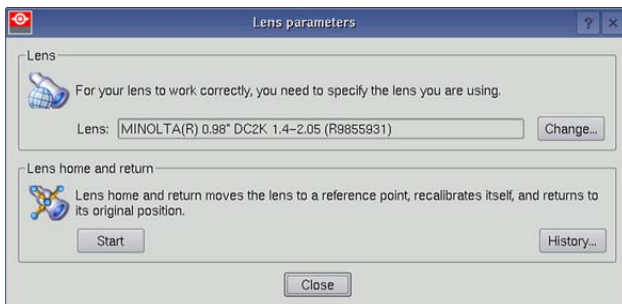 Lens parameters
? ×
Lens
For your lens to work correctly, you need to specify the lens you are using.
Lens: MINOLTA(R) 0.98" DC2K 1.4-2.05 (R9855931) Change...
Lens home and return
Lens home and return moves the lens to a reference point, recalibrates itself, and returns to
its original position.
Start History...
Close